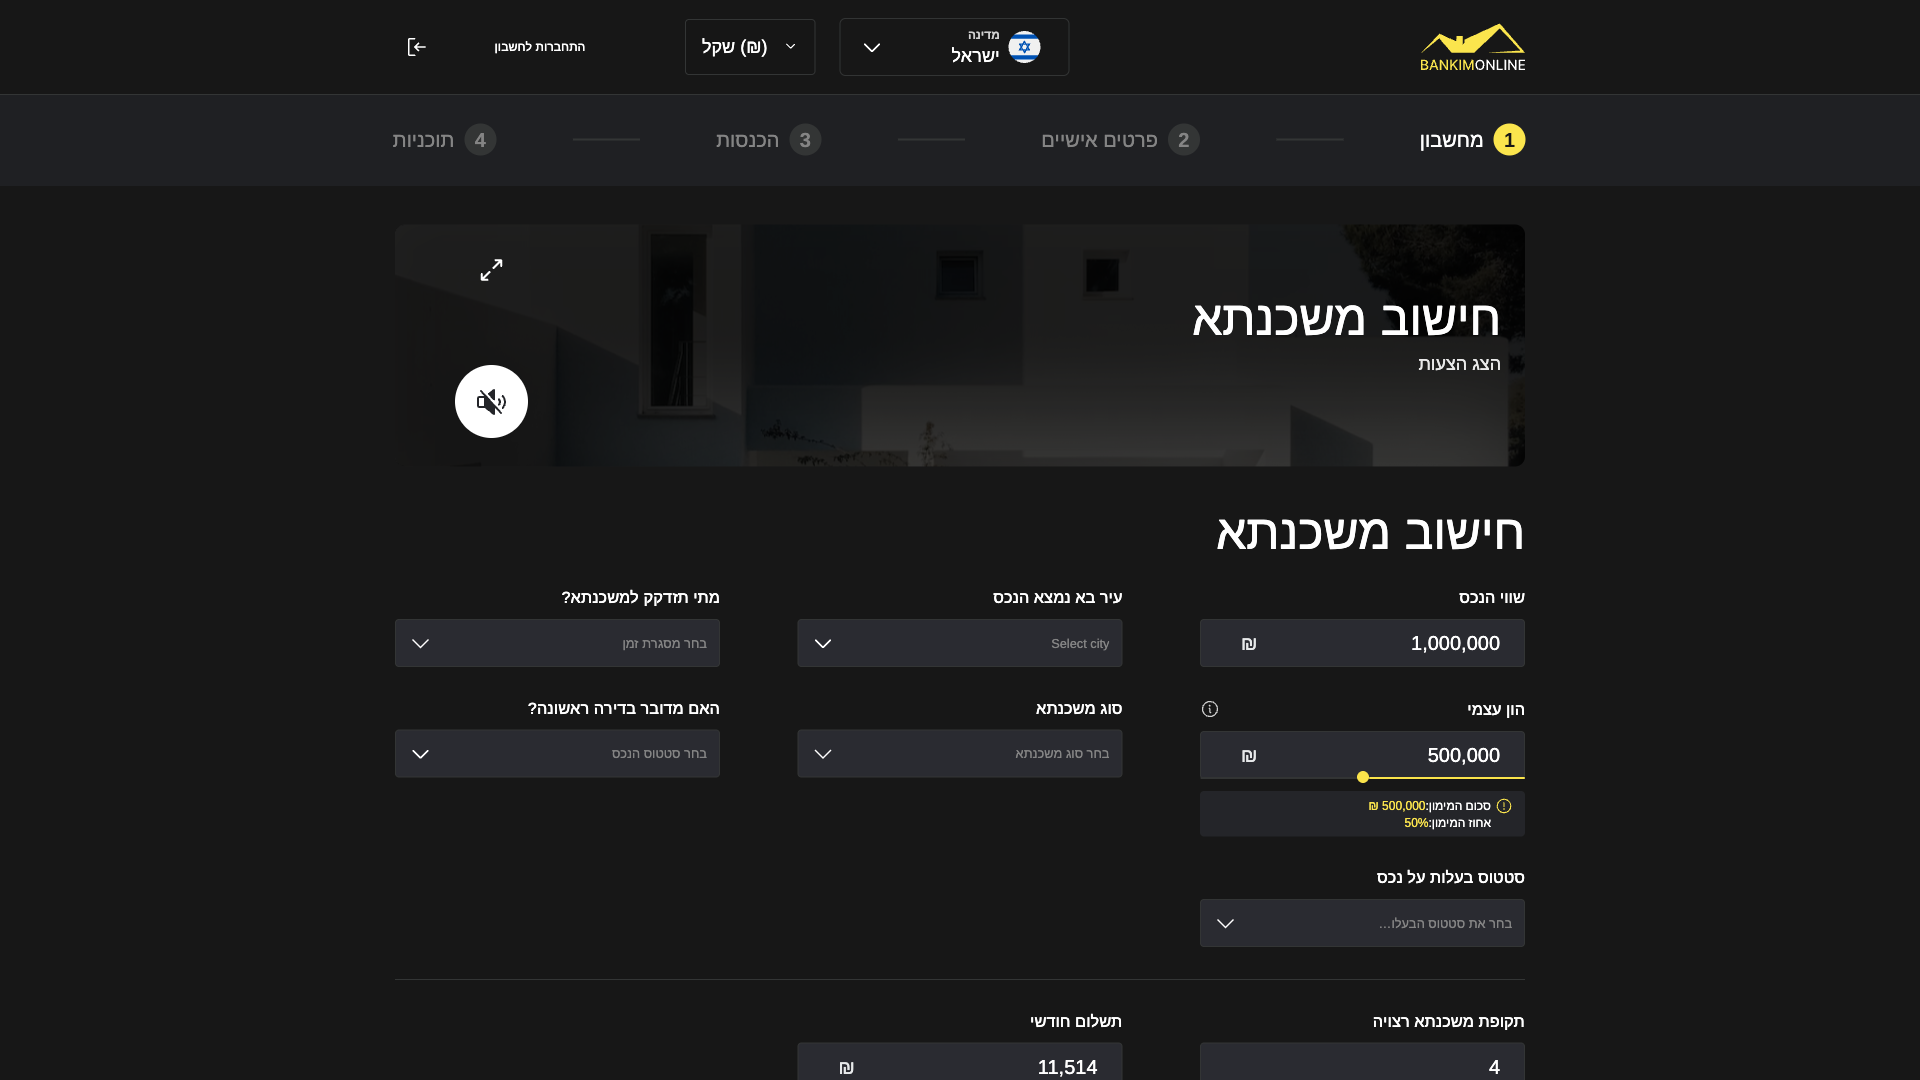 BANKIMONLINE
מדינה
ישראל
(₪) שקל
התחברות לחשבון
1 מחשבון
2 פרטים אישיים
3 הכנסות
4 תוכניות
חישוב משכנתא
הצג הצעות
חישוב משכנתא
שווי הנכס
1,000,000 ₪
עיר בא נמצא הנכס
Select city
מתי תזדקק למשכנתא?
בחר מסגרת זמן
הון עצמי
500,000 ₪
סכום המימון:500,000 ₪
אחוז המימון:50%
סוג משכנתא
בחר סוג משכנתא
האם מדובר בדירה ראשונה?
בחר סטטוס הנכס
סטטוס בעלות על נכס
בחר את סטטוס הבעלו...
תקופת משכנתא רצויה
4
תשלום חודשי
11,514 ₪